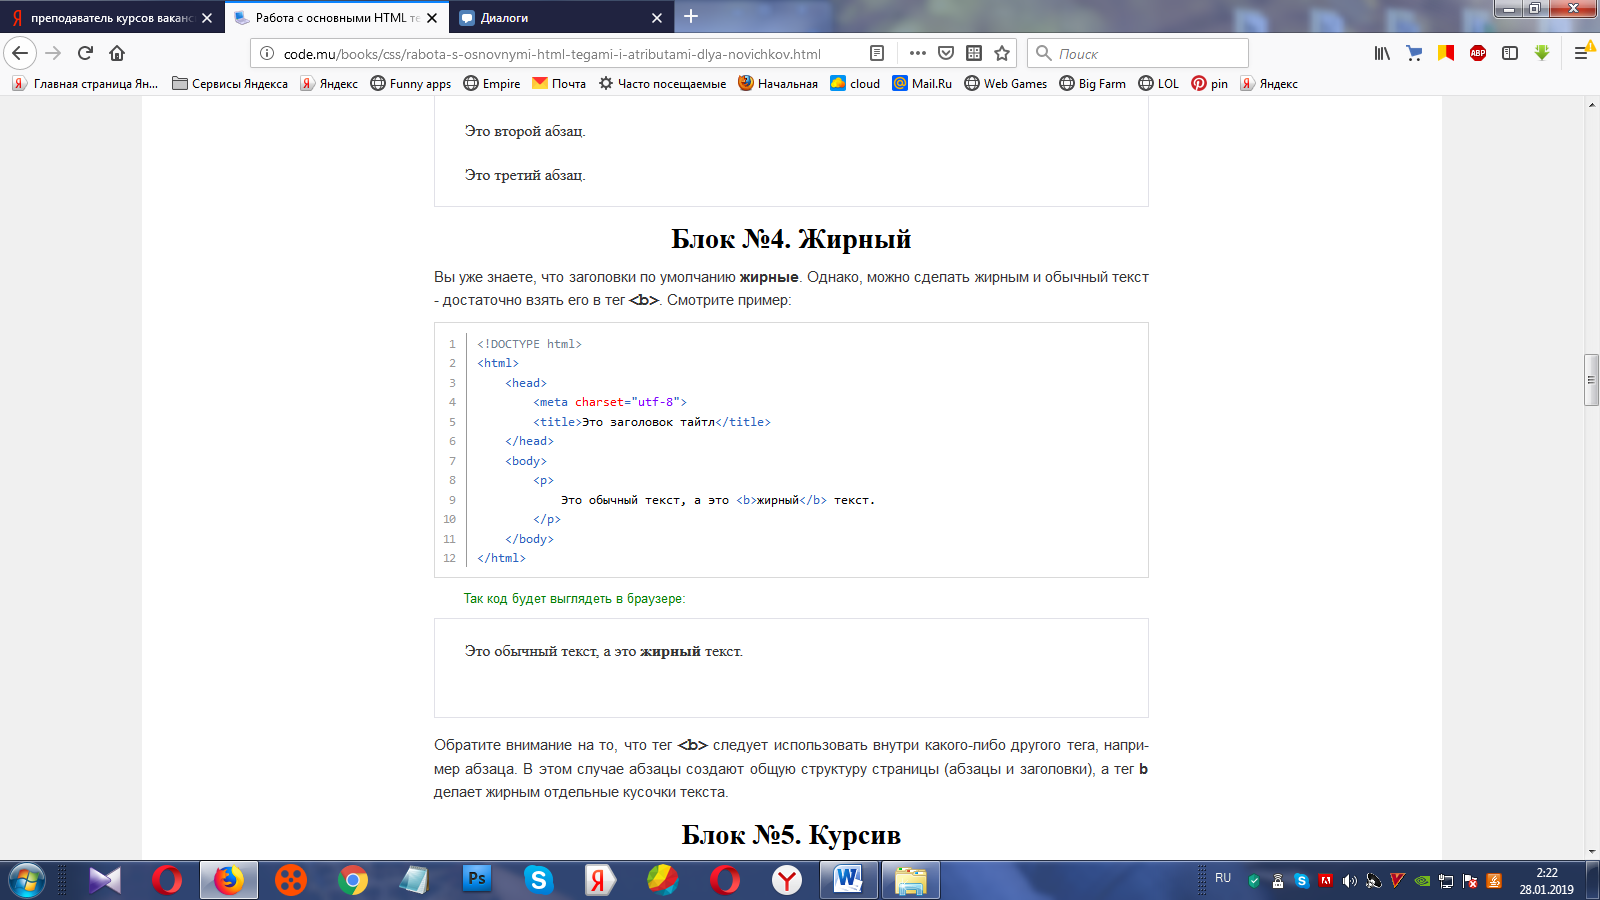 преподаватель курсов ваканс
Работа с основными HTML те
Диалоги
code.mu/books/css/rabota-s-osnovnymi-html-tegami-i-atributami-dlya-novichkov.html
Поиск
ABP
Главная страница Ян...
Сервисы Яндекса
Яндекс
Funny apps
Empire
Почта
Часто посещаемые
Начальная
cloud
Mail.Ru
Web Games
Big Farm
LOL
pin
Яндекс
Это второй абзац.
Это третий абзац.
Блок №4. Жирный
Вы уже знаете, что заголовки по умолчанию жирные. Однако, можно сделать жирным и обычный текст
- достаточно взять его в тег <b>. Смотрите пример:
1 <!DOCTYPE html>
2 <html>
3 <head>
4 <meta charset="utf-8">
5 <title>Это заголовок тайтл</title>
6 </head>
7 <body>
8 <p>
9 Это обычный текст, а это <b>жирный</b> текст.
10 </p>
11 </body>
12 </html>
Так код будет выглядеть в браузере:
Это обычный текст, а это жирный текст.
Обратите внимание на то, что тег <b> следует использовать внутри какого-либо другого тега, напри-
мер абзаца. В этом случае абзацы создают общую структуру страницы (абзацы и заголовки), а тег b
делает жирным отдельные кусочки текста.
Блок №5. Курсив
Ps
RU
2:22
28.01.2019